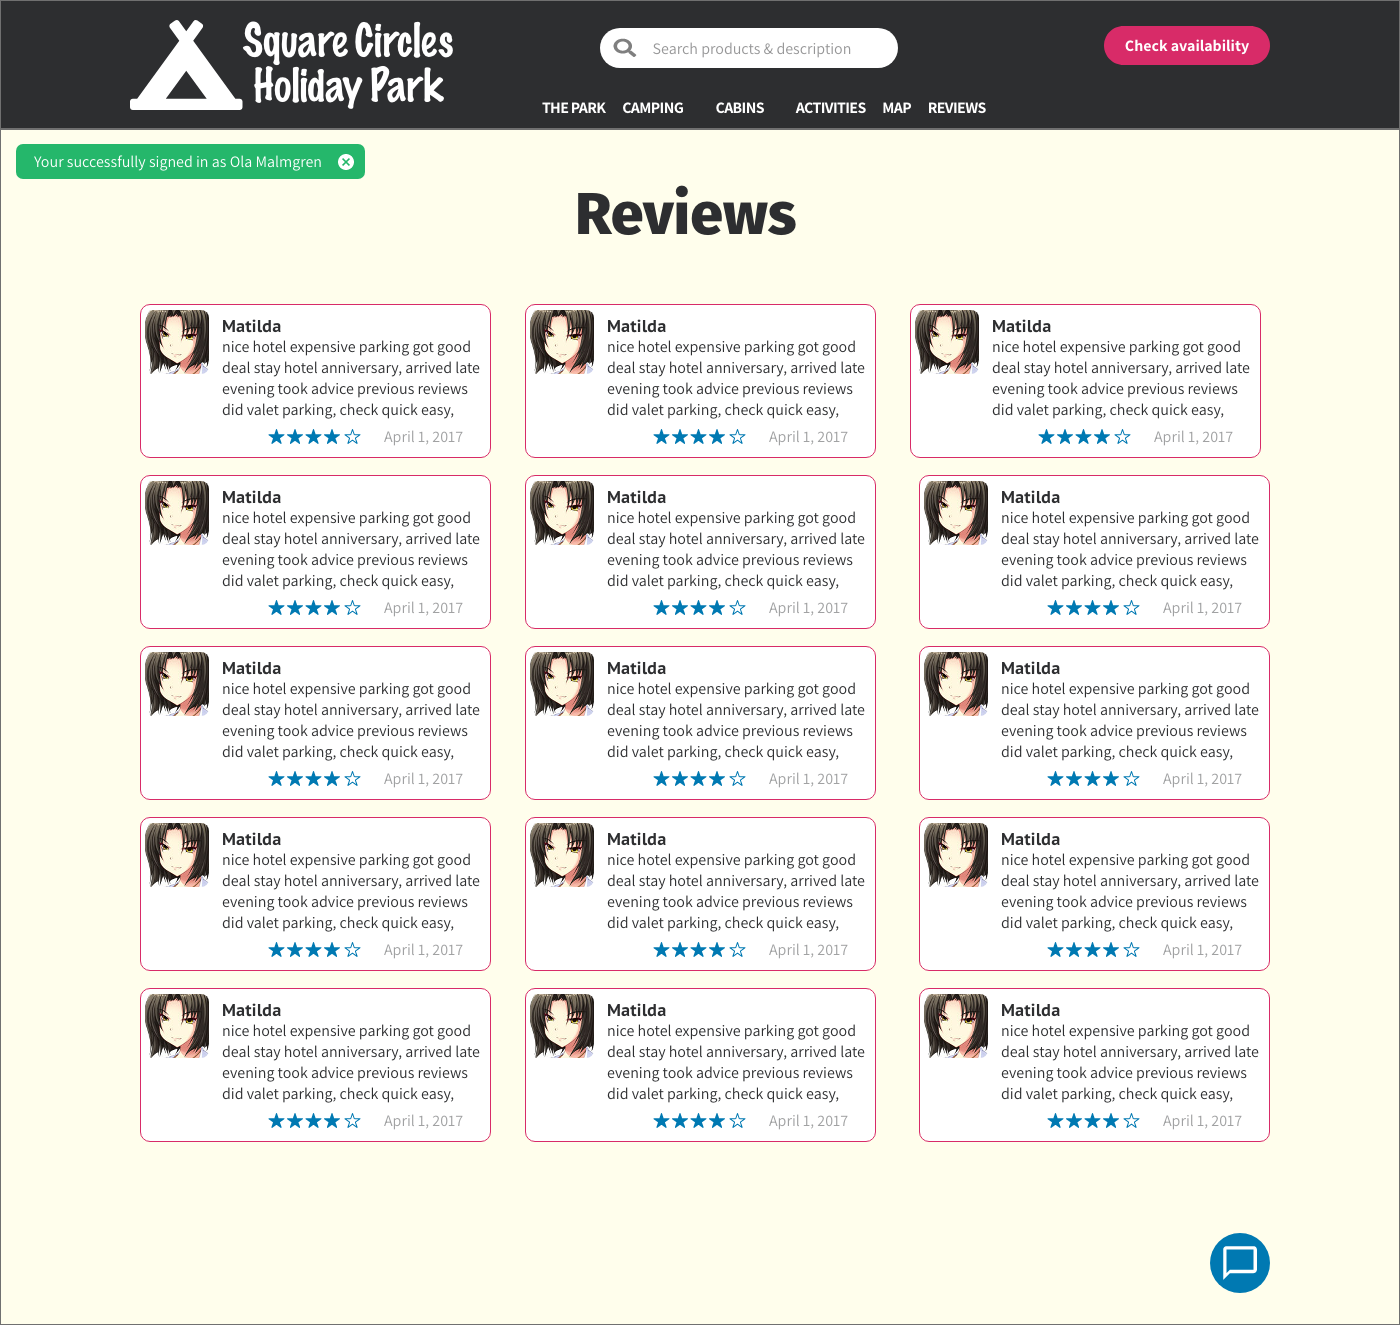 Square Circles
Holiday Park
Search products & description
Check availability
THE PARK CAMPING CABINS ACTIVITIES MAP REVIEWS
Your successfully signed in as Ola Malmgren
Reviews
Matilda
nice hotel expensive parking got good
deal stay hotel anniversary, arrived late
evening took advice previous reviews
did valet parking, check quick easy,
April 1, 2017
Matilda
nice hotel expensive parking got good
deal stay hotel anniversary, arrived late
evening took advice previous reviews
did valet parking, check quick easy,
April 1, 2017
Matilda
nice hotel expensive parking got good
deal stay hotel anniversary, arrived late
evening took advice previous reviews
did valet parking, check quick easy,
April 1, 2017
Matilda
nice hotel expensive parking got good
deal stay hotel anniversary, arrived late
evening took advice previous reviews
did valet parking, check quick easy,
April 1, 2017
Matilda
nice hotel expensive parking got good
deal stay hotel anniversary, arrived late
evening took advice previous reviews
did valet parking, check quick easy,
April 1, 2017
Matilda
nice hotel expensive parking got good
deal stay hotel anniversary, arrived late
evening took advice previous reviews
did valet parking, check quick easy,
April 1, 2017
Matilda
nice hotel expensive parking got good
deal stay hotel anniversary, arrived late
evening took advice previous reviews
did valet parking, check quick easy,
April 1, 2017
Matilda
nice hotel expensive parking got good
deal stay hotel anniversary, arrived late
evening took advice previous reviews
did valet parking, check quick easy,
April 1, 2017
Matilda
nice hotel expensive parking got good
deal stay hotel anniversary, arrived late
evening took advice previous reviews
did valet parking, check quick easy,
April 1, 2017
Matilda
nice hotel expensive parking got good
deal stay hotel anniversary, arrived late
evening took advice previous reviews
did valet parking, check quick easy,
April 1, 2017
Matilda
nice hotel expensive parking got good
deal stay hotel anniversary, arrived late
evening took advice previous reviews
did valet parking, check quick easy,
April 1, 2017
Matilda
nice hotel expensive parking got good
deal stay hotel anniversary, arrived late
evening took advice previous reviews
did valet parking, check quick easy,
April 1, 2017
Matilda
nice hotel expensive parking got good
deal stay hotel anniversary, arrived late
evening took advice previous reviews
did valet parking, check quick easy,
April 1, 2017
Matilda
nice hotel expensive parking got good
deal stay hotel anniversary, arrived late
evening took advice previous reviews
did valet parking, check quick easy,
April 1, 2017
Matilda
nice hotel expensive parking got good
deal stay hotel anniversary, arrived late
evening took advice previous reviews
did valet parking, check quick easy,
April 1, 2017